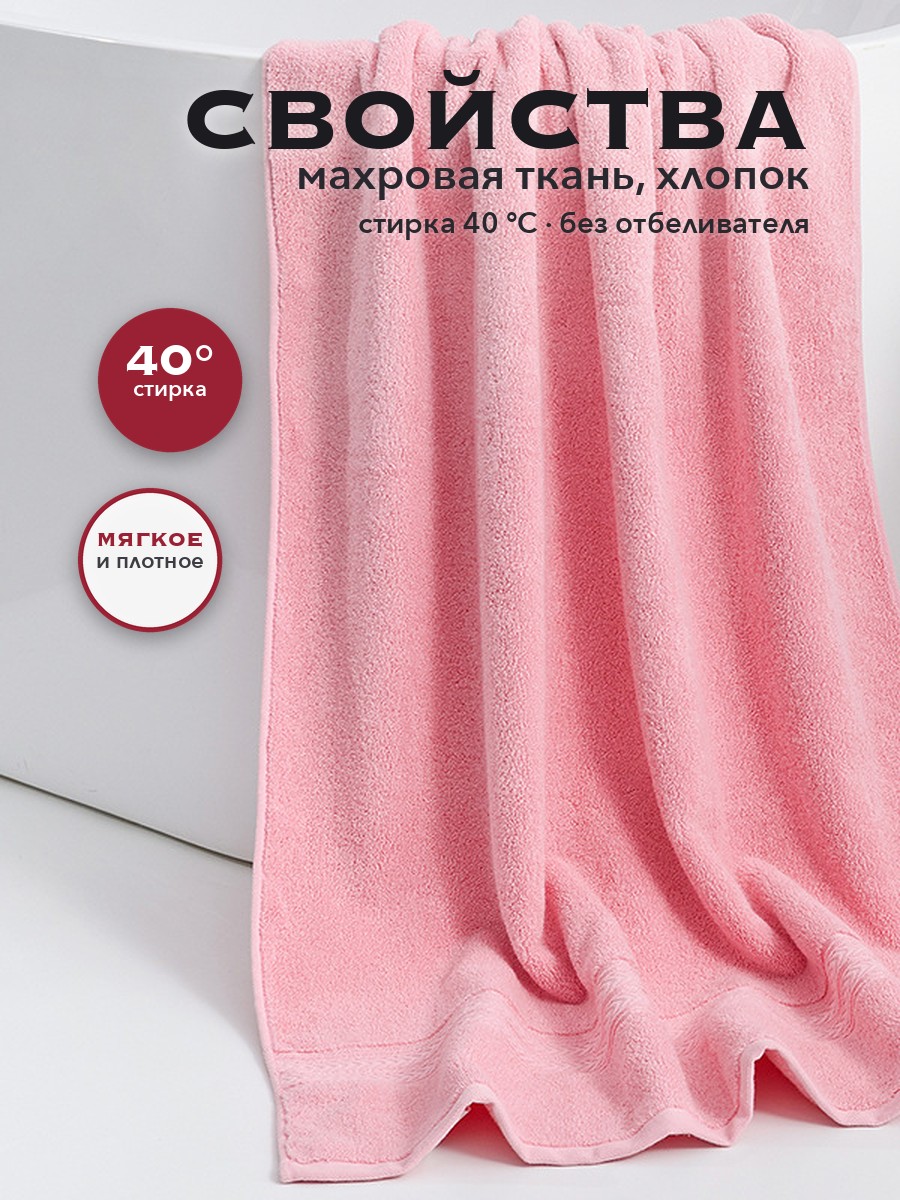 СВОЙСТВА
махровая ткань, хлопок
стирка 40 °C · без отбеливателя
40°
стирка
МЯГКОЕ
и плотное